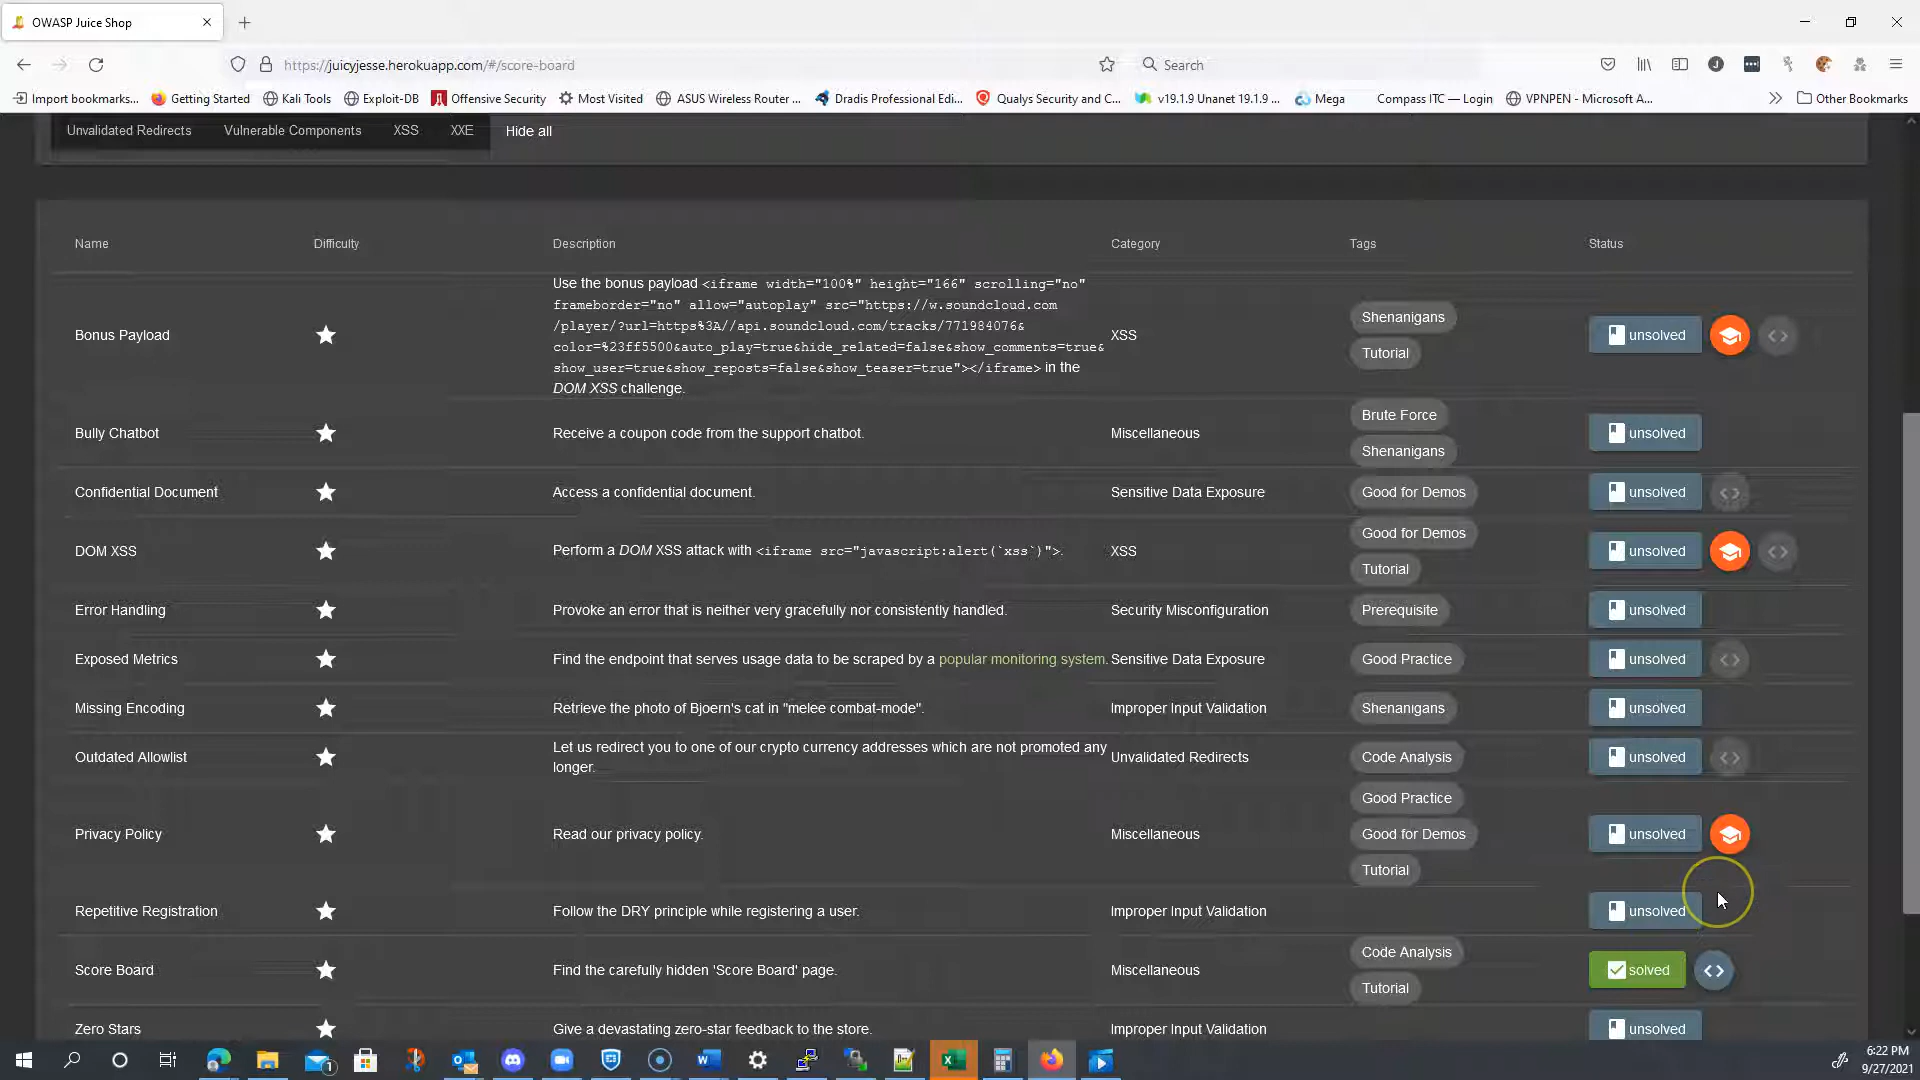 OWASP Juice Shop
https://juicyjesse.herokuapp.com/#/score-board
Search
Import bookmarks... Getting Started Kali Tools Exploit-DB Offensive Security Most Visited ASUS Wireless Router ... Dradis Professional Edi... Qualys Security and C... v19.1.9 Unanet 19.1.9 ... Mega Compass ITC — Login VPNPEN - Microsoft A... Other Bookmarks
Unvalidated Redirects Vulnerable Components XSS XXE Hide all
Name Difficulty Description Category Tags Status
Use the bonus payload <iframe width="100%" height="166" scrolling="no"
frameborder="no" allow="autoplay" src="https://w.soundcloud.com
/player/?url=https%3A//api.soundcloud.com/tracks/771984076&
color=%23ff5500&auto_play=true&hide_related=false&show_comments=true&
show_user=true&show_reposts=false&show_teaser=true"></iframe> in the
DOM XSS challenge.
Bonus Payload XSS Shenanigans unsolved
Tutorial
Bully Chatbot Receive a coupon code from the support chatbot. Miscellaneous Brute Force unsolved
Shenanigans
Confidential Document Access a confidential document. Sensitive Data Exposure Good for Demos unsolved
DOM XSS Perform a DOM XSS attack with <iframe src="javascript:alert(`xss`)">. XSS Good for Demos unsolved
Tutorial
Error Handling Provoke an error that is neither very gracefully nor consistently handled. Security Misconfiguration Prerequisite unsolved
Exposed Metrics Find the endpoint that serves usage data to be scraped by a popular monitoring system. Sensitive Data Exposure Good Practice unsolved
Missing Encoding Retrieve the photo of Bjoern's cat in "melee combat-mode". Improper Input Validation Shenanigans unsolved
Outdated Allowlist Let us redirect you to one of our crypto currency addresses which are not promoted any
longer. Unvalidated Redirects Code Analysis unsolved
Privacy Policy Read our privacy policy. Miscellaneous Good Practice unsolved
Good for Demos
Tutorial
Repetitive Registration Follow the DRY principle while registering a user. Improper Input Validation unsolved
Score Board Find the carefully hidden 'Score Board' page. Miscellaneous Code Analysis solved
Tutorial
Zero Stars Give a devastating zero-star feedback to the store. Improper Input Validation unsolved
6:22 PM
9/27/2021